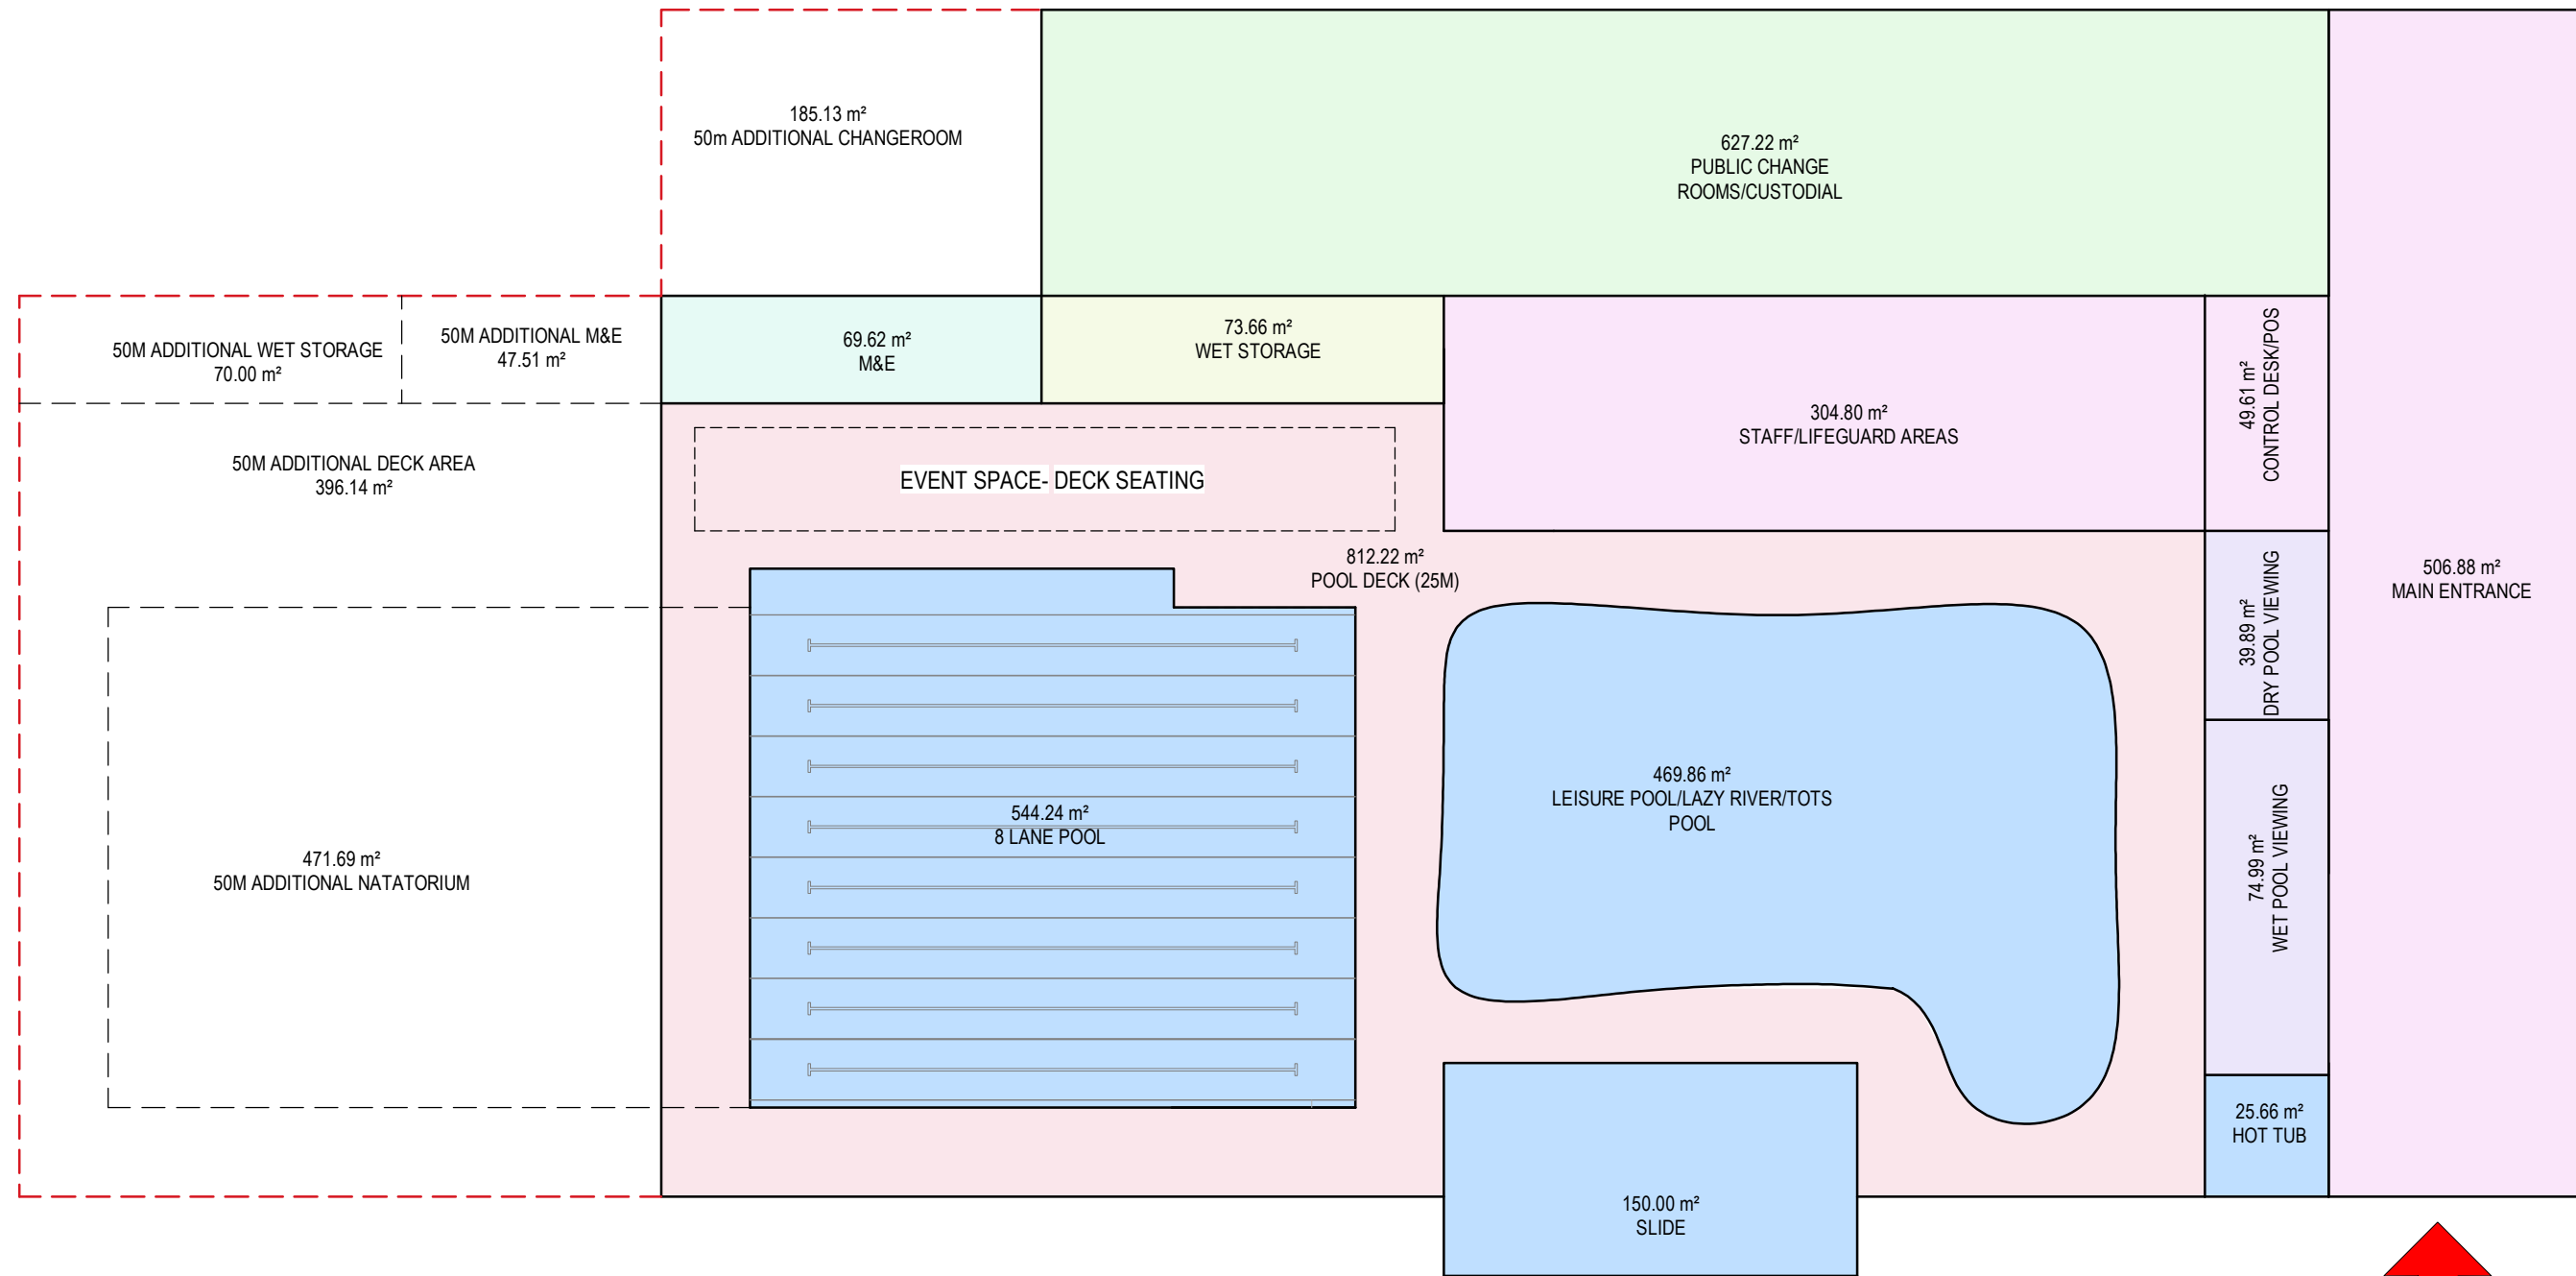 185.13 m²
50m ADDITIONAL CHANGEROOM
627.22 m²
PUBLIC CHANGE
ROOMS/CUSTODIAL
50M ADDITIONAL WET STORAGE
70.00 m²
50M ADDITIONAL M&E
47.51 m²
69.62 m²
M&E
73.66 m²
WET STORAGE
304.80 m²
STAFF/LIFEGUARD AREAS
49.61 m²
CONTROL DESK/POS
50M ADDITIONAL DECK AREA
396.14 m²
EVENT SPACE- DECK SEATING
812.22 m²
POOL DECK (25M)
39.89 m²
DRY POOL VIEWING
506.88 m²
MAIN ENTRANCE
471.69 m²
50M ADDITIONAL NATATORIUM
544.24 m²
8 LANE POOL
469.86 m²
LEISURE POOL/LAZY RIVER/TOTS
POOL
74.99 m²
WET POOL VIEWING
25.66 m²
HOT TUB
150.00 m²
SLIDE